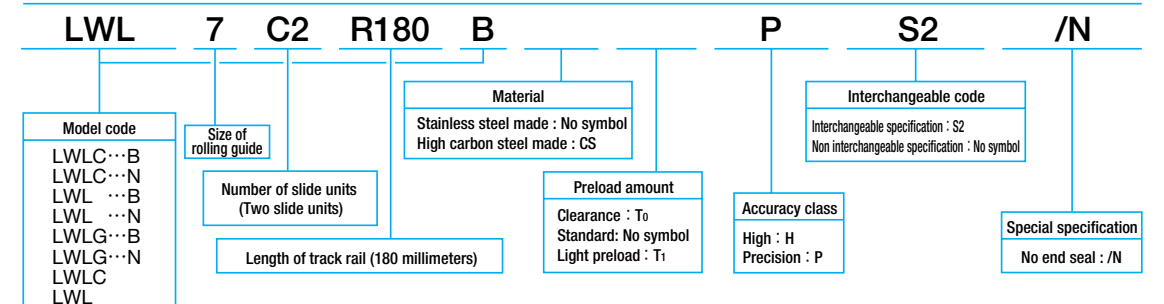 LWL 7 C2 R180 B P S2 /N
Model code
LWLC…B
LWLC…N
LWL …B
LWL …N
LWLG…B
LWLG…N
LWLC
LWL
Size of
rolling guide
Number of slide units
(Two slide units)
Length of track rail (180 millimeters)
Material
Stainless steel made : No symbol
High carbon steel made : CS
Preload amount
Clearance : T0
Standard: No symbol
Light preload : T1
Accuracy class
High : H
Precision : P
Interchangeable code
Interchangeable specification : S2
Non interchangeable specification : No symbol
Special specification
No end seal : /N